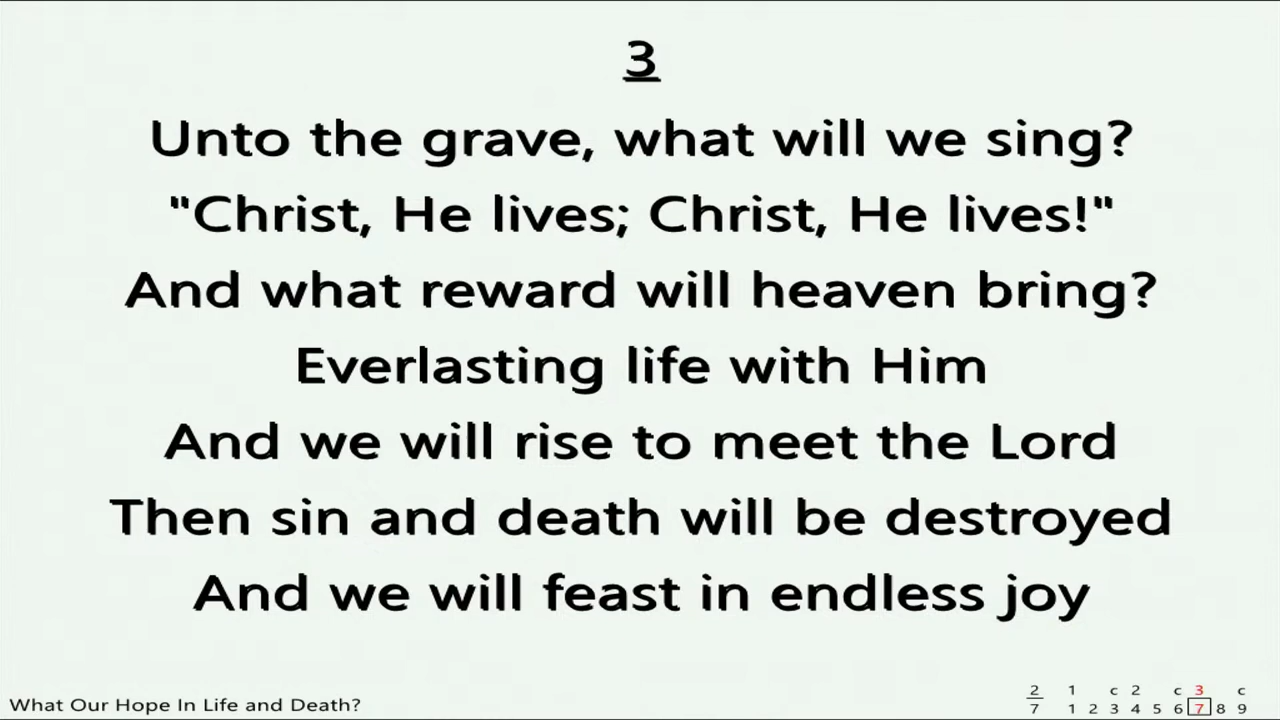 3
Unto the grave, what will we sing?
"Christ, He lives; Christ, He lives!"
And what reward will heaven bring?
Everlasting life with Him
And we will rise to meet the Lord
Then sin and death will be destroyed
And we will feast in endless joy
What Our Hope In Life and Death?
2 1 c 2 c 3 c
7 1 2 3 4 5 6 7 8 9